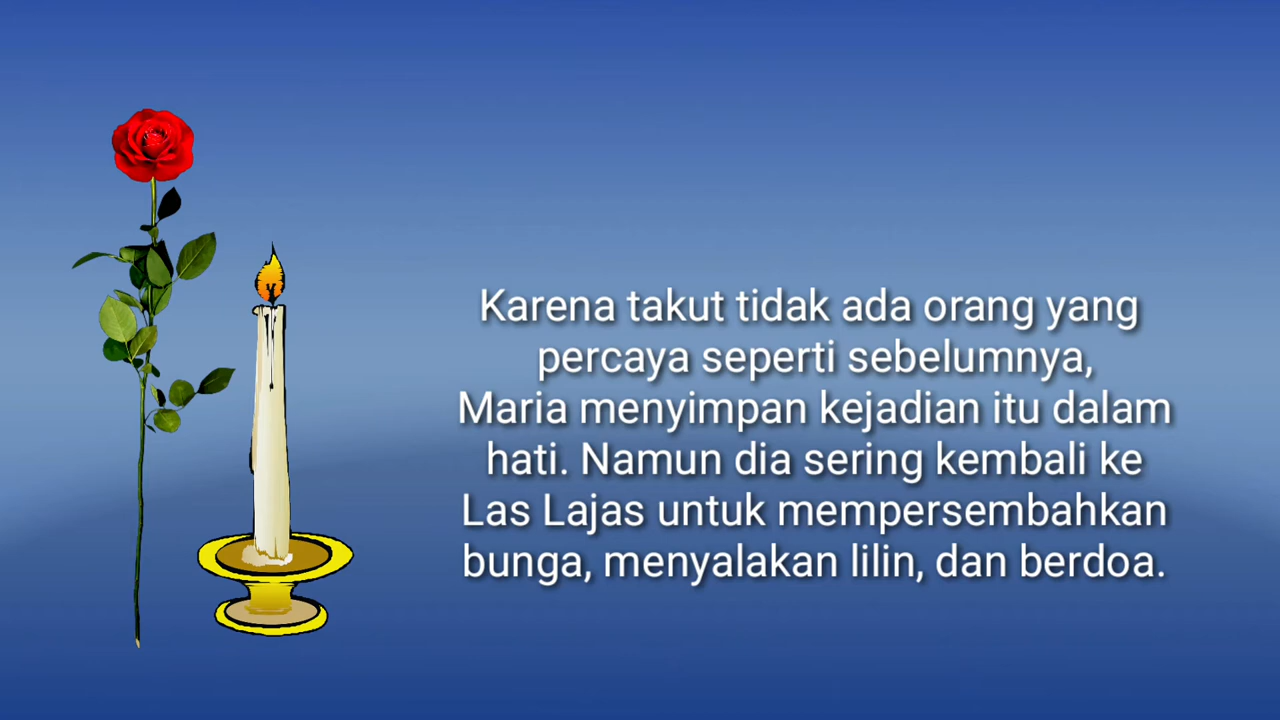 Karena takut tidak ada orang yang
percaya seperti sebelumnya,
Maria menyimpan kejadian itu dalam
hati. Namun dia sering kembali ke
Las Lajas untuk mempersembahkan
bunga, menyalakan lilin, dan berdoa.